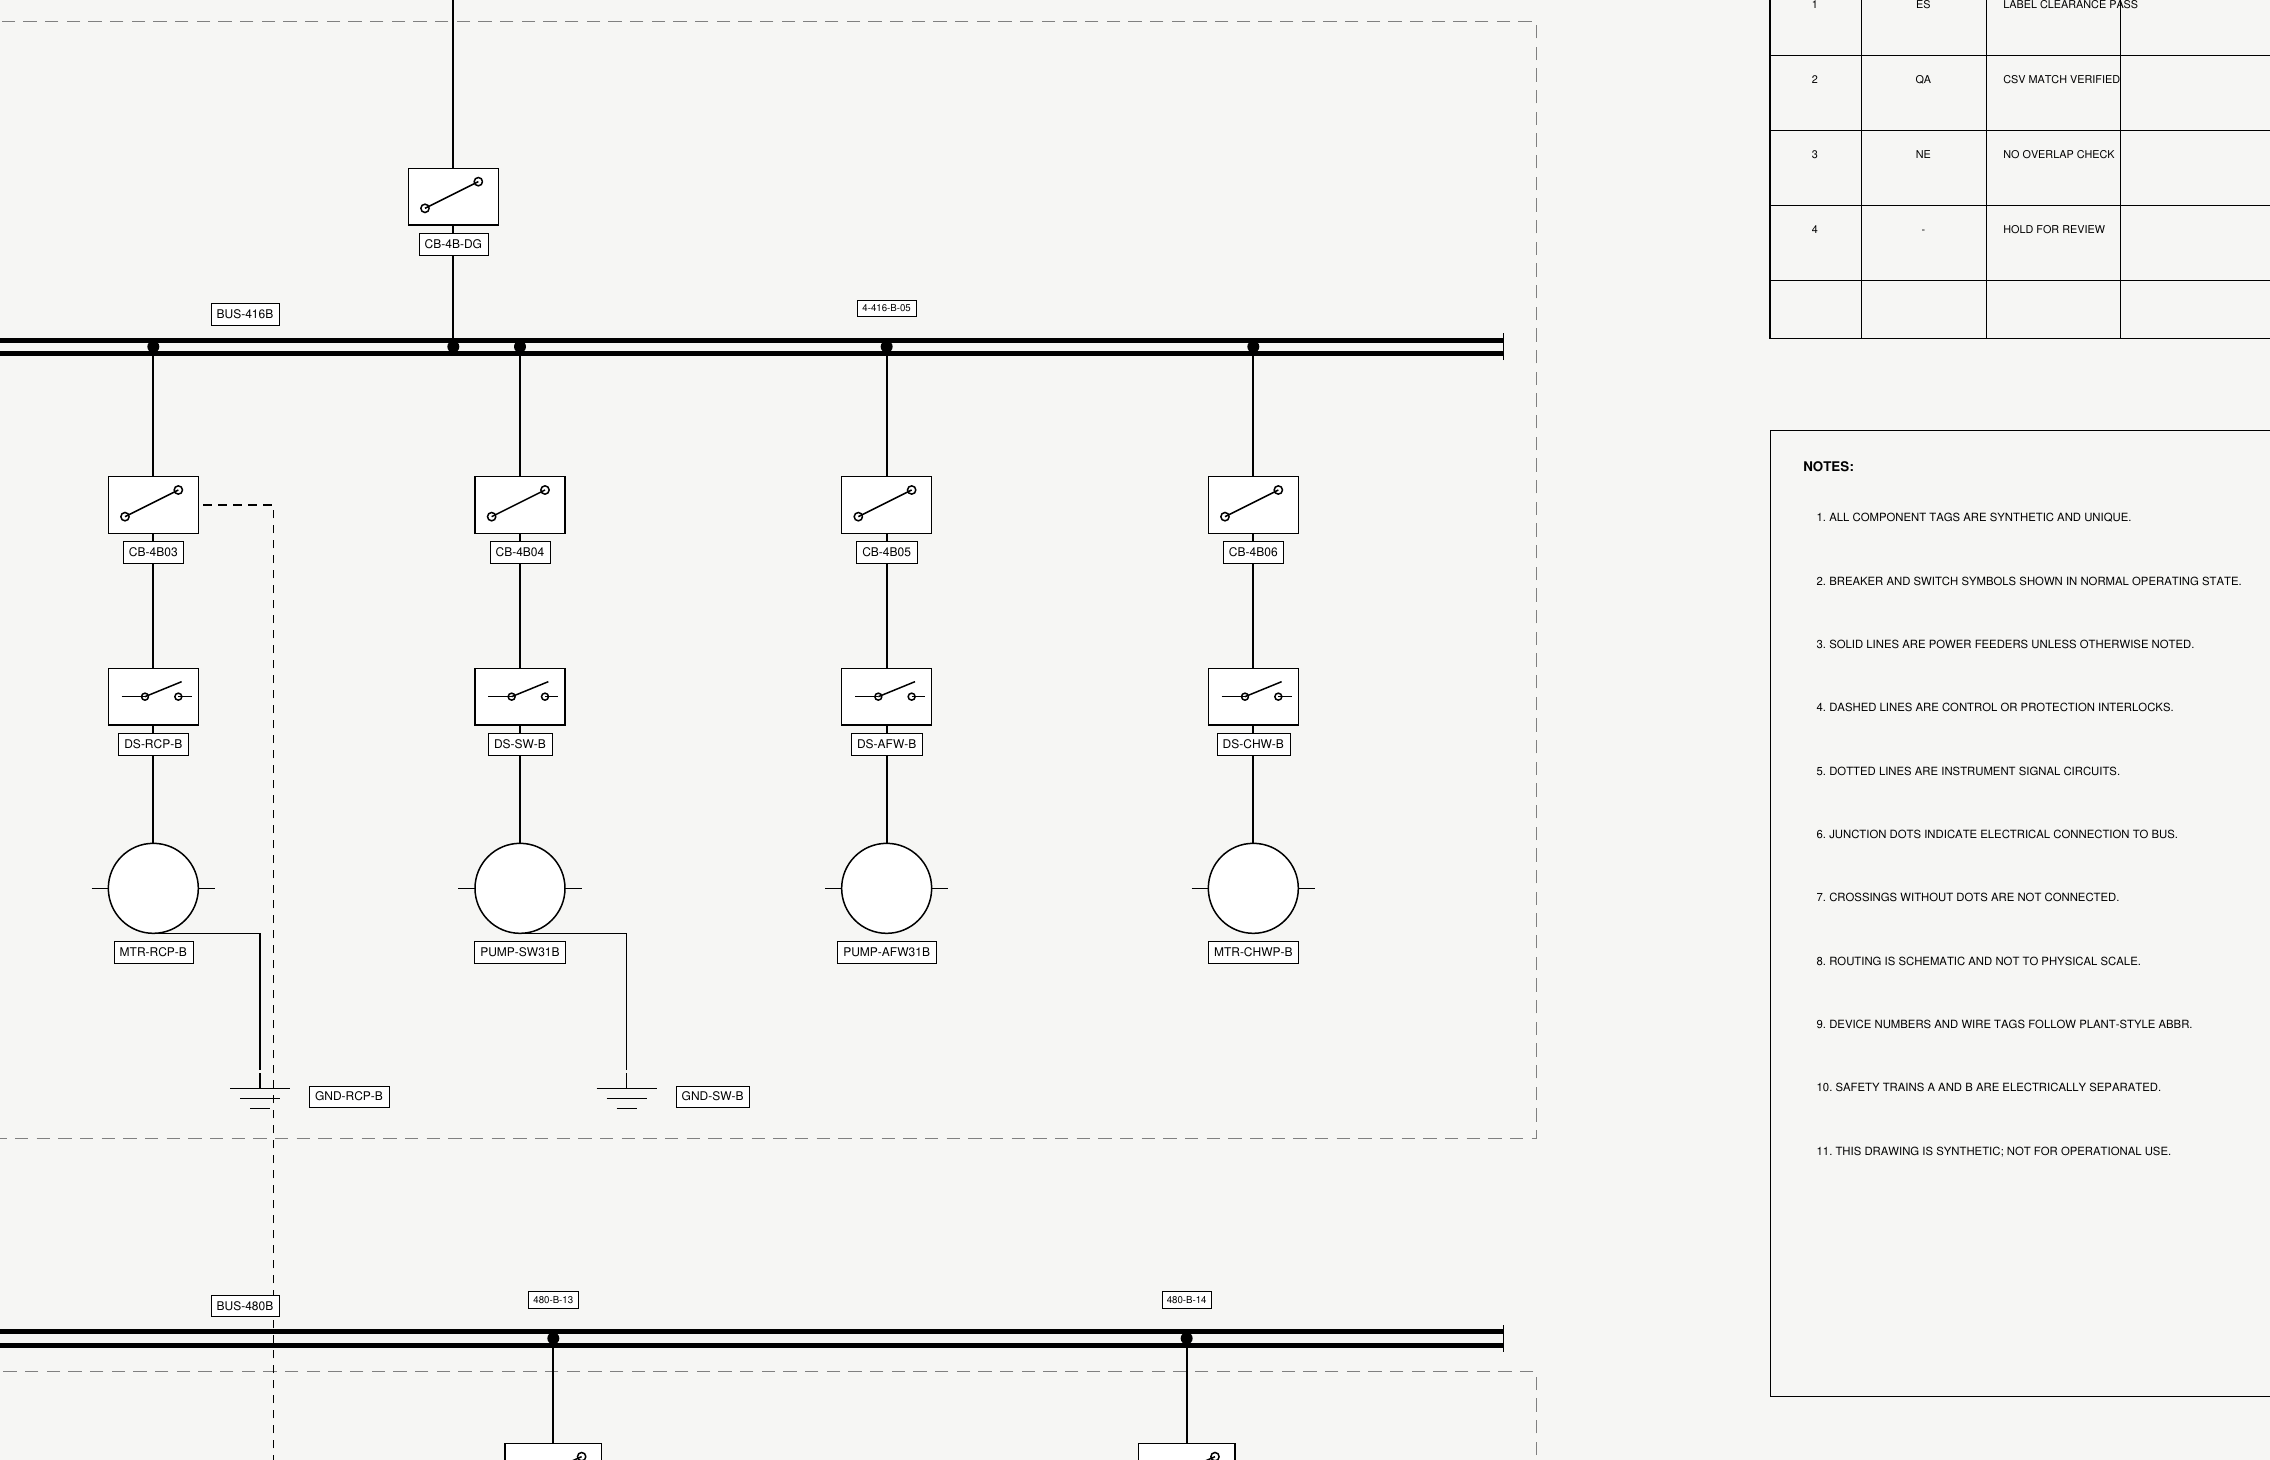 1 ES LABEL CLEARANCE PASS
2 QA CSV MATCH VERIFIED
3 NE NO OVERLAP CHECK
4 - HOLD FOR REVIEW
CB-4B-DG
BUS-416B
4-416-B-05
CB-4B03
CB-4B04
CB-4B05
CB-4B06
DS-RCP-B
DS-SW-B
DS-AFW-B
DS-CHW-B
MTR-RCP-B
PUMP-SW31B
PUMP-AFW31B
MTR-CHWP-B
GND-RCP-B
GND-SW-B
BUS-480B
480-B-13
480-B-14
NOTES:
1. ALL COMPONENT TAGS ARE SYNTHETIC AND UNIQUE.
2. BREAKER AND SWITCH SYMBOLS SHOWN IN NORMAL OPERATING STATE.
3. SOLID LINES ARE POWER FEEDERS UNLESS OTHERWISE NOTED.
4. DASHED LINES ARE CONTROL OR PROTECTION INTERLOCKS.
5. DOTTED LINES ARE INSTRUMENT SIGNAL CIRCUITS.
6. JUNCTION DOTS INDICATE ELECTRICAL CONNECTION TO BUS.
7. CROSSINGS WITHOUT DOTS ARE NOT CONNECTED.
8. ROUTING IS SCHEMATIC AND NOT TO PHYSICAL SCALE.
9. DEVICE NUMBERS AND WIRE TAGS FOLLOW PLANT-STYLE ABBR.
10. SAFETY TRAINS A AND B ARE ELECTRICALLY SEPARATED.
11. THIS DRAWING IS SYNTHETIC; NOT FOR OPERATIONAL USE.